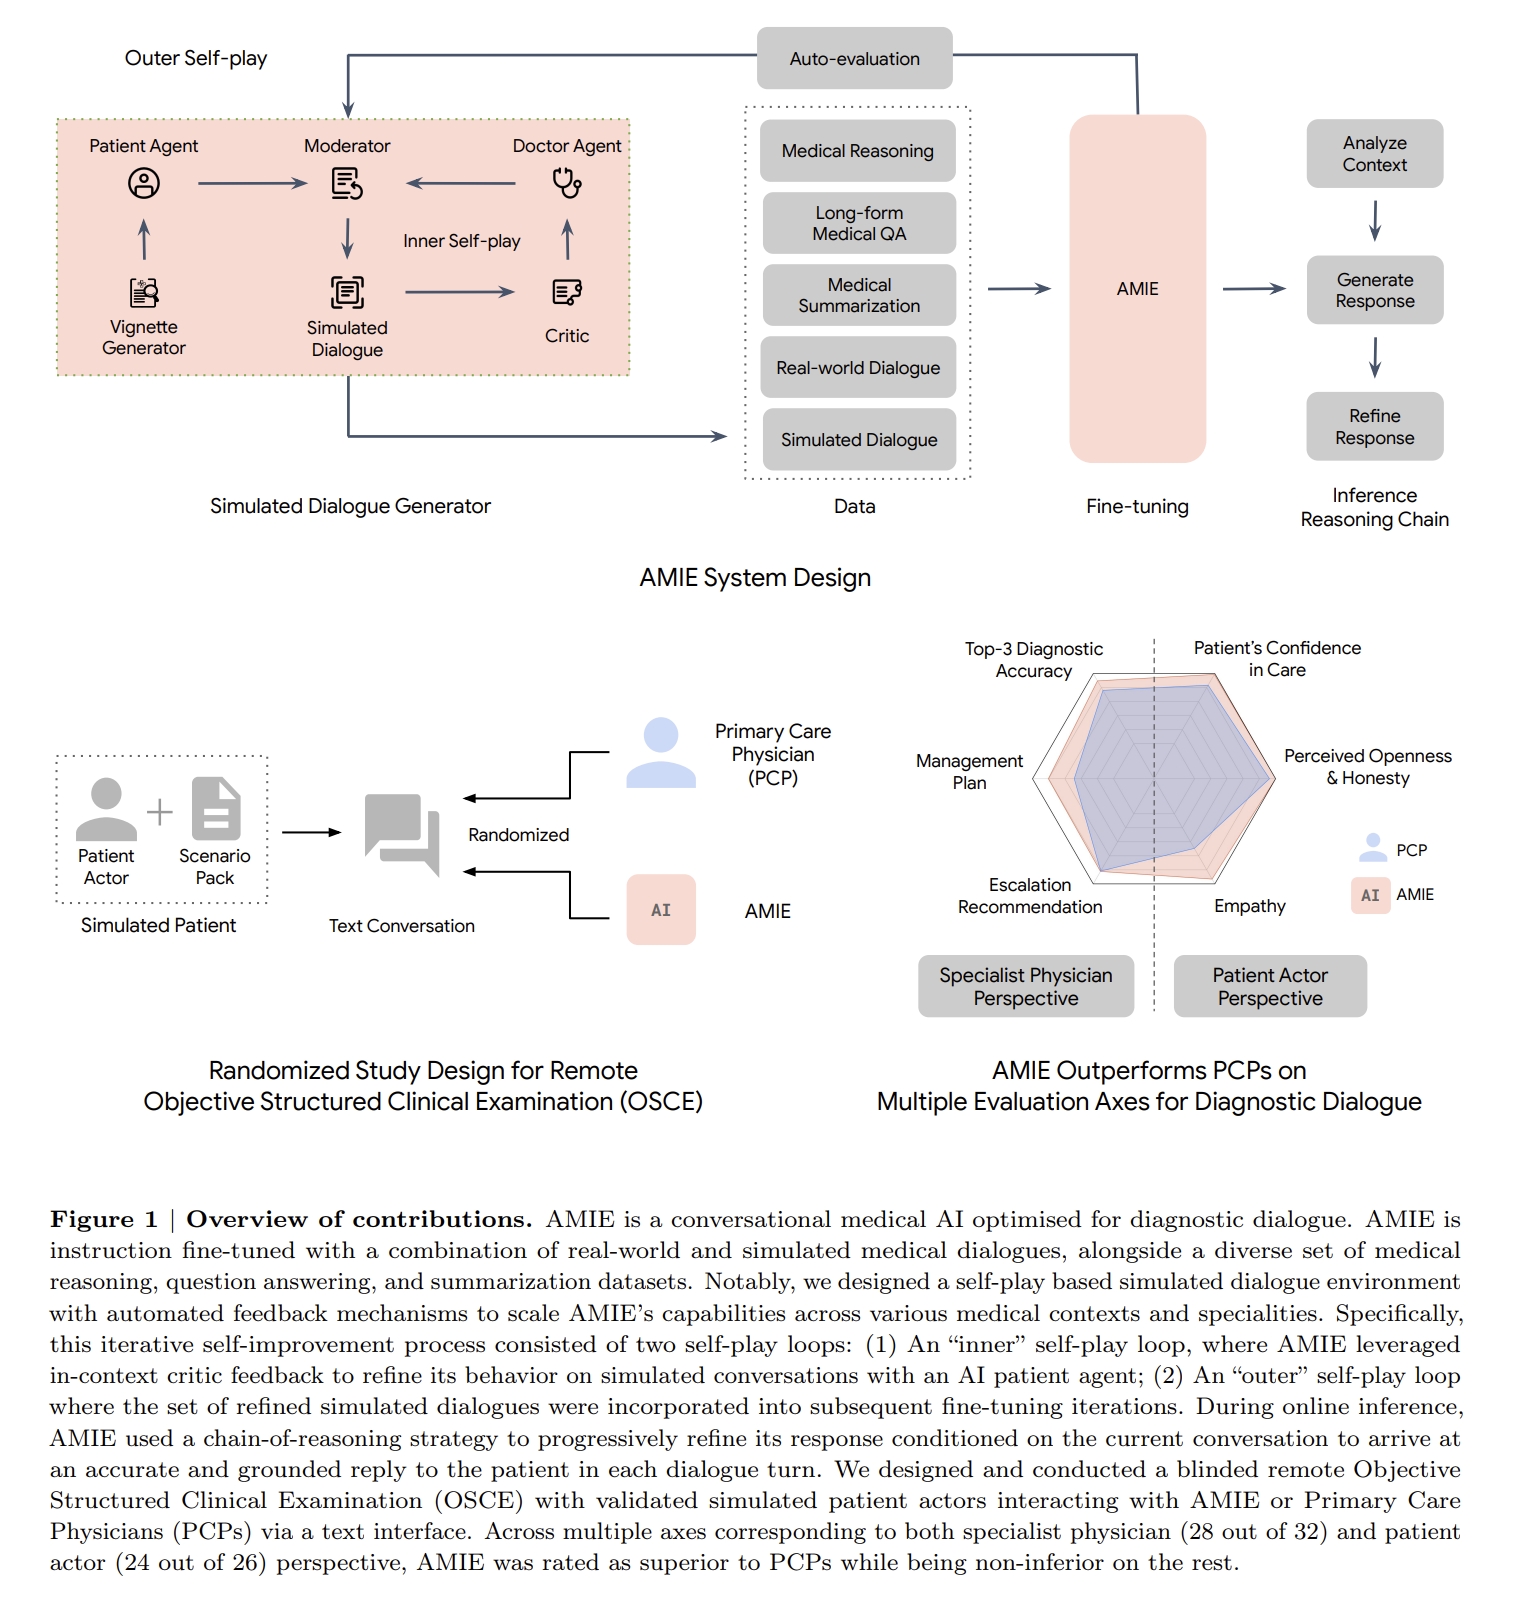 Outer Self-play
Auto-evaluation
Patient Agent
Moderator
Doctor Agent
Inner Self-play
Vignette
Generator
Simulated
Dialogue
Critic
Simulated Dialogue Generator
Medical Reasoning
Long-form
Medical QA
Medical
Summarization
Real-world Dialogue
Simulated Dialogue
Data
AMIE
Fine-tuning
Analyze
Context
Generate
Response
Refine
Response
Inference
Reasoning Chain
AMIE System Design
Patient
Actor
Scenario
Pack
Simulated Patient
Text Conversation
Randomized
Primary Care
Physician
(PCP)
AI
AMIE
Randomized Study Design for Remote
Objective Structured Clinical Examination (OSCE)
Top-3 Diagnostic
Accuracy
Patient's Confidence
in Care
Management
Plan
Perceived Openness
& Honesty
Escalation
Recommendation
Empathy
PCP
AI
AMIE
Specialist Physician
Perspective
Patient Actor
Perspective
AMIE Outperforms PCPs on
Multiple Evaluation Axes for Diagnostic Dialogue
Figure 1 | Overview of contributions. AMIE is a conversational medical AI optimised for diagnostic dialogue. AMIE is
instruction fine-tuned with a combination of real-world and simulated medical dialogues, alongside a diverse set of medical
reasoning, question answering, and summarization datasets. Notably, we designed a self-play based simulated dialogue environment
with automated feedback mechanisms to scale AMIE's capabilities across various medical contexts and specialities. Specifically,
this iterative self-improvement process consisted of two self-play loops: (1) An “inner” self-play loop, where AMIE leveraged
in-context critic feedback to refine its behavior on simulated conversations with an AI patient agent; (2) An “outer” self-play loop
where the set of refined simulated dialogues were incorporated into subsequent fine-tuning iterations. During online inference,
AMIE used a chain-of-reasoning strategy to progressively refine its response conditioned on the current conversation to arrive at
an accurate and grounded reply to the patient in each dialogue turn. We designed and conducted a blinded remote Objective
Structured Clinical Examination (OSCE) with validated simulated patient actors interacting with AMIE or Primary Care
Physicians (PCPs) via a text interface. Across multiple axes corresponding to both specialist physician (28 out of 32) and patient
actor (24 out of 26) perspective, AMIE was rated as superior to PCPs while being non-inferior on the rest.